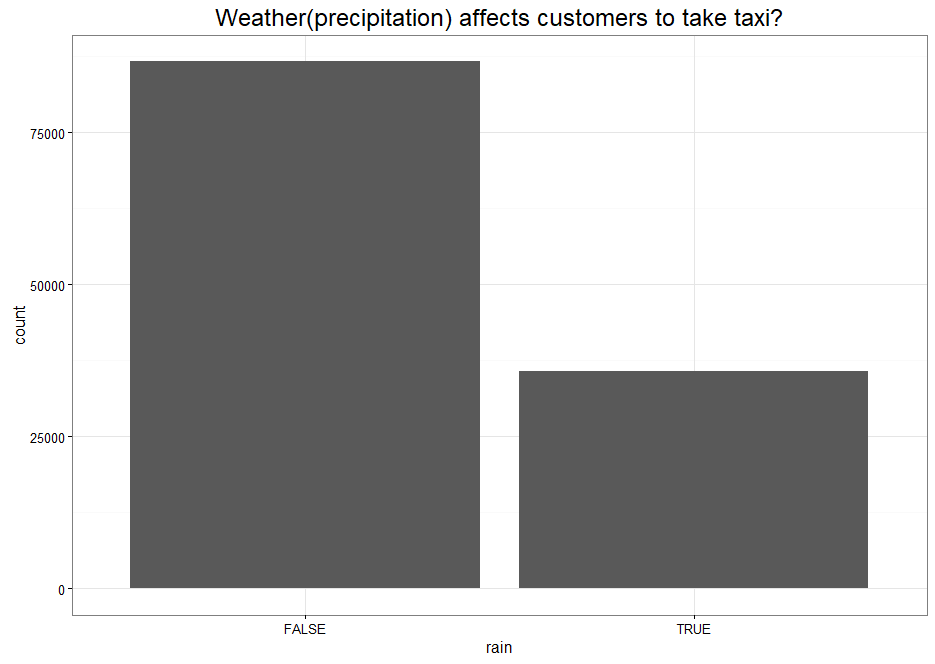 Weather(precipitation) affects customers to take taxi?
75000
50000
25000
0
count
FALSE
TRUE
rain